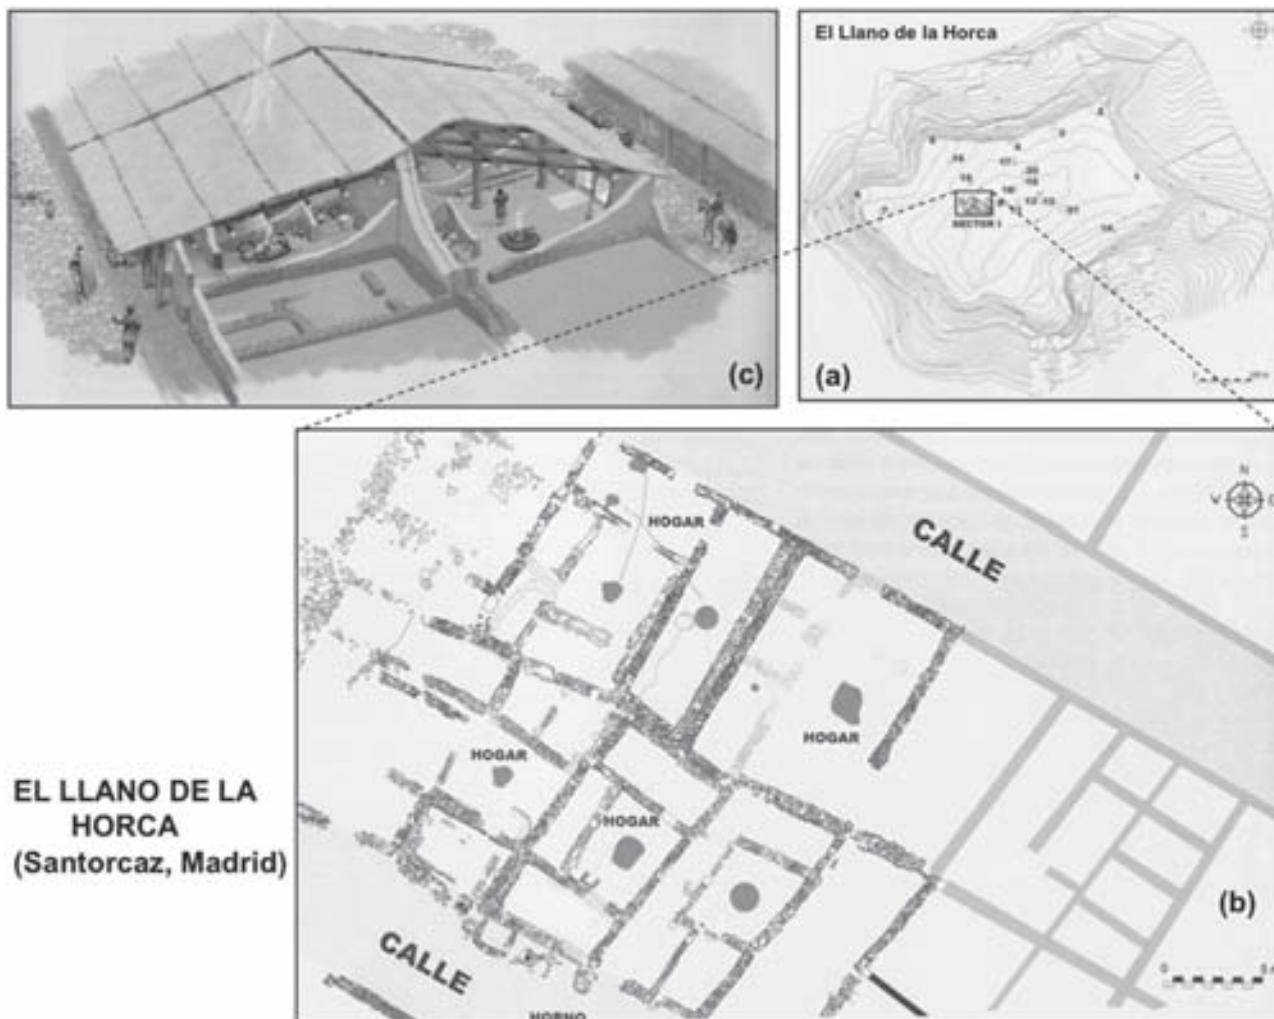 (c)
El Llano de la Horca
SECTOR I
(a)
EL LLANO DE LA
HORCA
(Santorcaz, Madrid)
N
HOGAR
CALLE
HOGAR
HOGAR
HOGAR
CALLE
HORNO
(b)
0